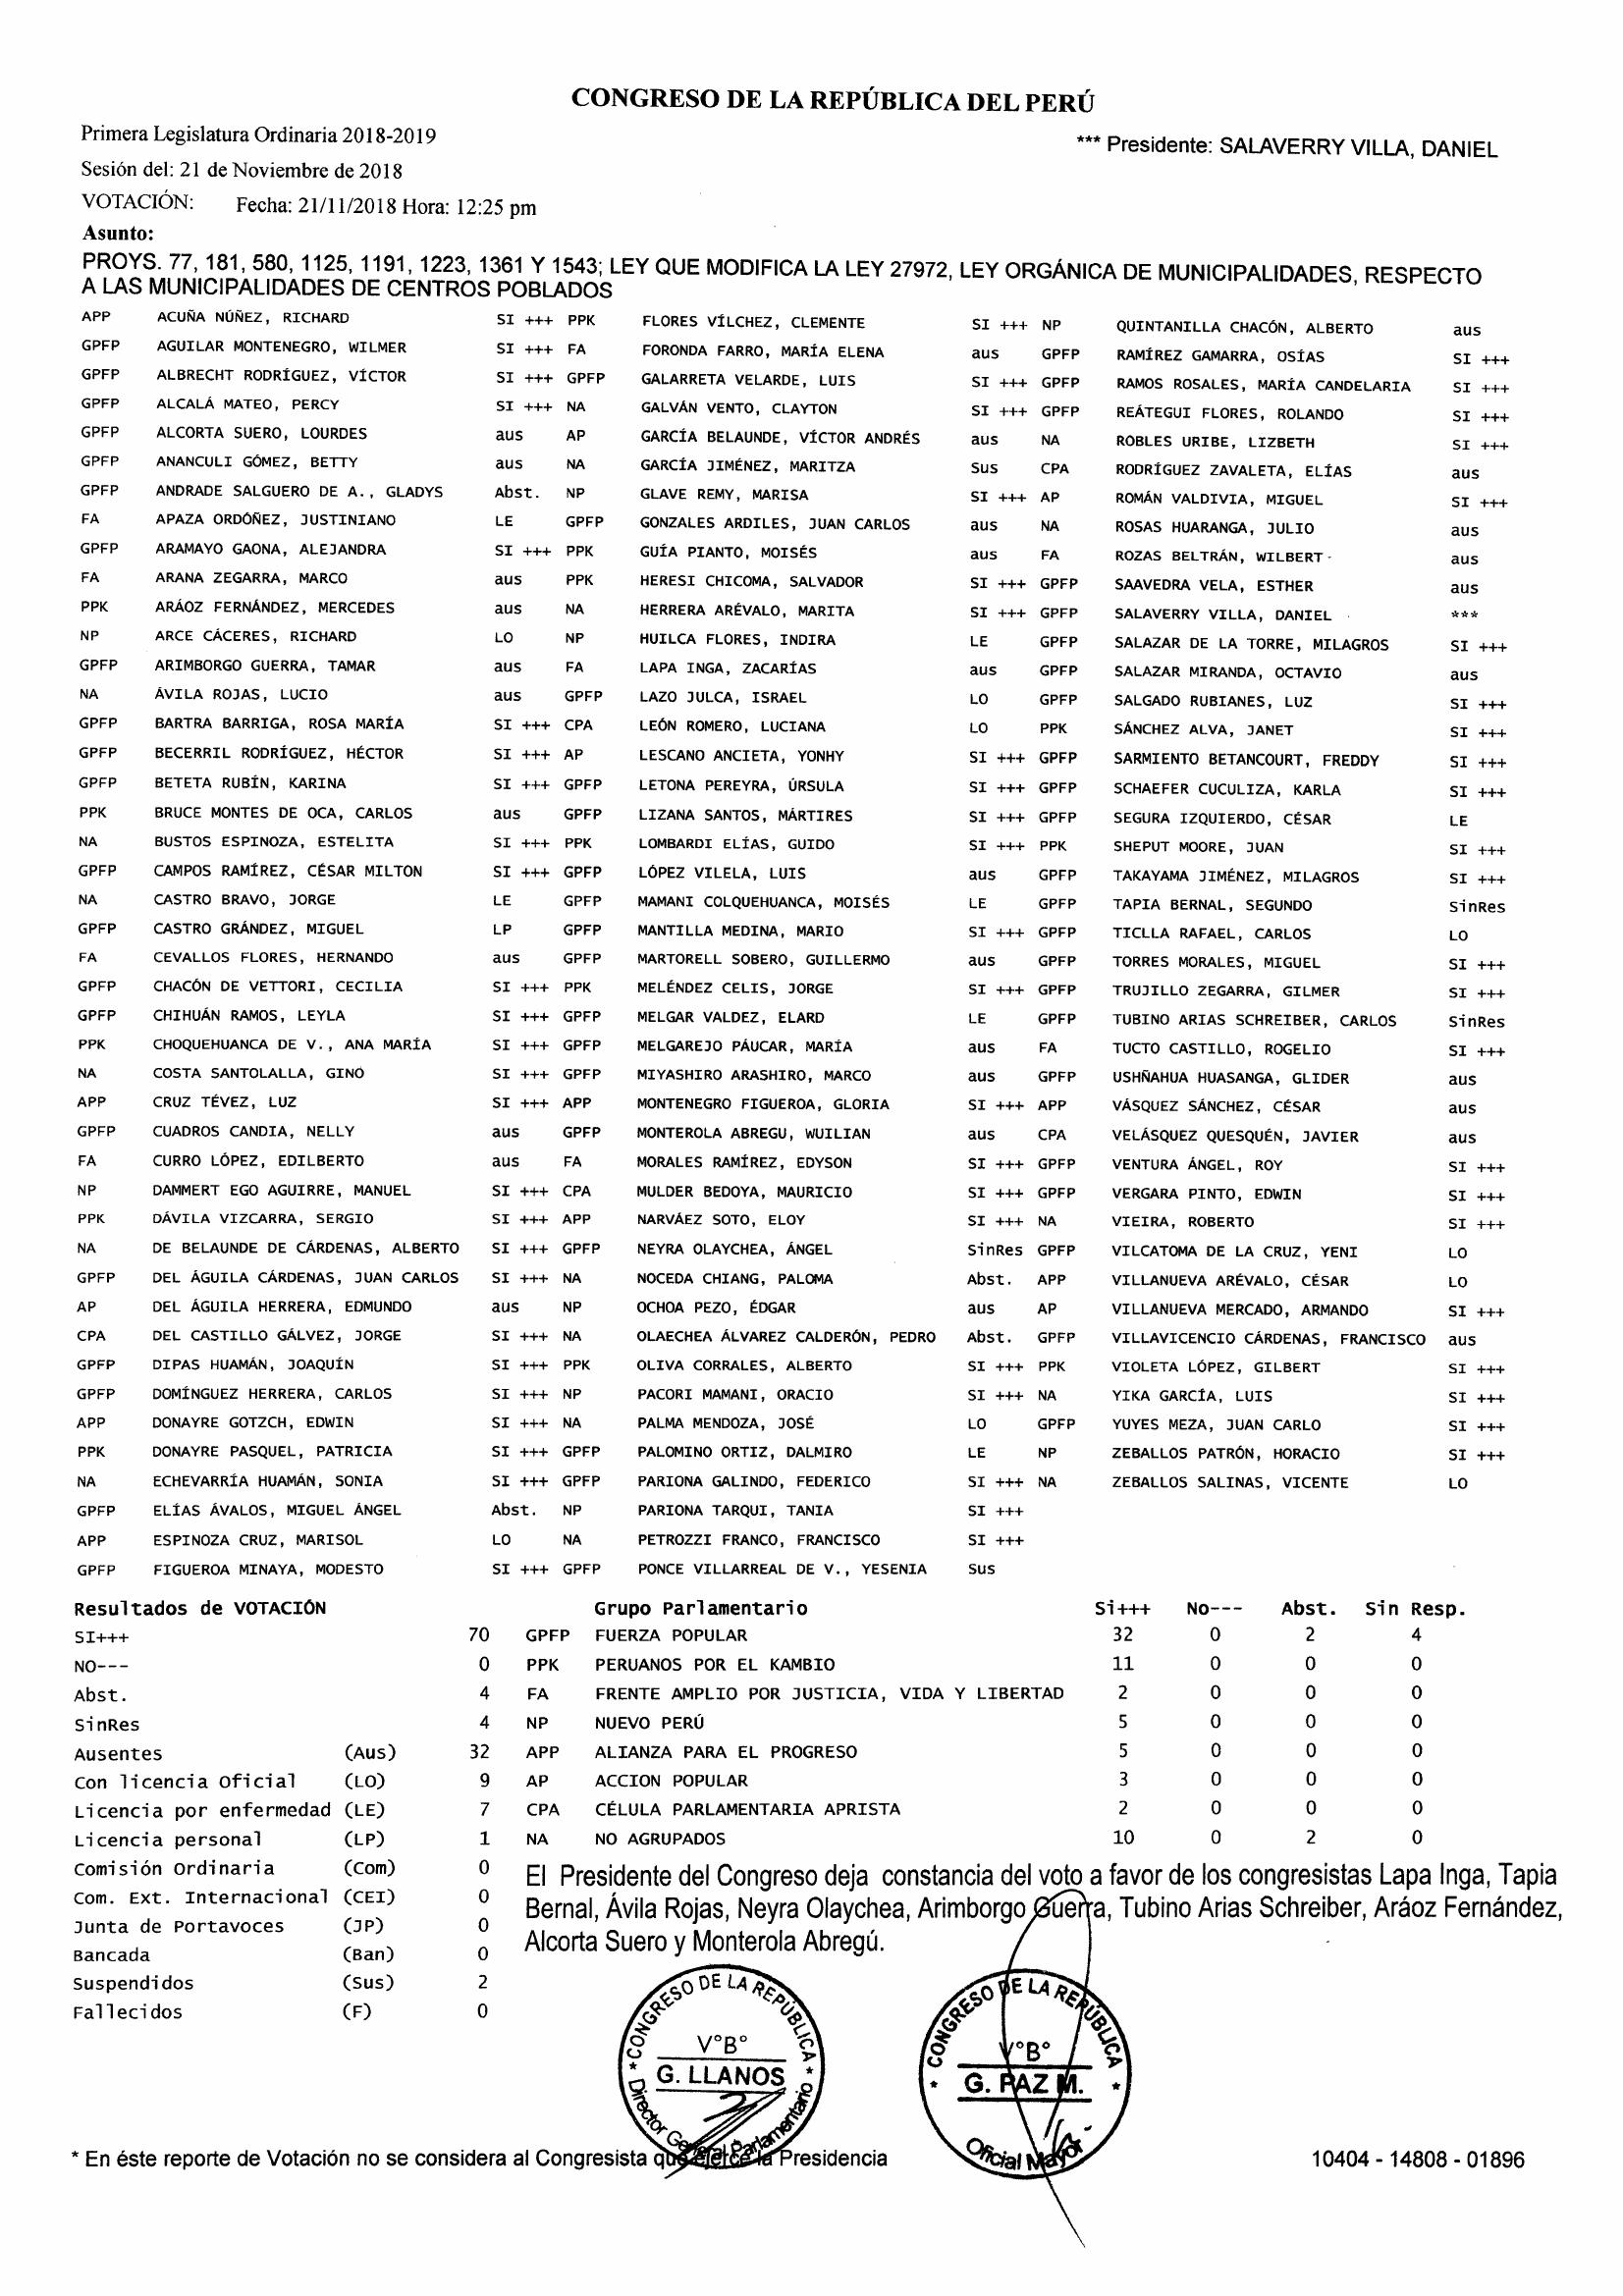 CONGRESO DE LA REPÚBLICA DEL PERÚ
Primera Legislatura Ordinaria 2018-2019
*** Presidente: SALAVERRY VILLA, DANIEL
Sesión del: 21 de Noviembre de 2018
VOTACIÓN: Fecha: 21/11/2018 Hora: 12:25 pm
Asunto:
PROYS. 77, 181, 580, 1125, 1191, 1223, 1361 Y 1543; LEY QUE MODIFICA LA LEY 27972, LEY ORGÁNICA DE MUNICIPALIDADES, RESPECTO
A LAS MUNICIPALIDADES DE CENTROS POBLADOS
APP ACUÑA NÚÑEZ, RICHARD SI +++ PPK FLORES VÍLCHEZ, CLEMENTE SI +++ NP QUINTANILLA CHACÓN, ALBERTO aus
GPFP AGUILAR MONTENEGRO, WILMER SI +++ FA FORONDA FARRO, MARÍA ELENA aus GPFP RAMÍREZ GAMARRA, OSÍAS SI +++
GPFP ALBRECHT RODRÍGUEZ, VÍCTOR SI +++ GPFP GALARRETA VELARDE, LUIS SI +++ GPFP RAMOS ROSALES, MARÍA CANDELARIA SI +++
GPFP ALCALÁ MATEO, PERCY SI +++ NA GALVÁN VENTO, CLAYTON SI +++ GPFP REÁTEGUI FLORES, ROLANDO SI +++
GPFP ALCORTA SUERO, LOURDES aus AP GARCÍA BELAUNDE, VÍCTOR ANDRÉS aus NA ROBLES URIBE, LIZBETH SI +++
GPFP ANANCULI GÓMEZ, BETTY aus NA GARCÍA JIMÉNEZ, MARITZA Sus CPA RODRÍGUEZ ZAVALETA, ELÍAS aus
GPFP ANDRADE SALGUERO DE A., GLADYS Abst. NP GLAVE REMY, MARISA SI +++ AP ROMÁN VALDIVIA, MIGUEL SI +++
FA APAZA ORDÓÑEZ, JUSTINIANO LE GPFP GONZALES ARDILES, JUAN CARLOS aus NA ROSAS HUARANGA, JULIO aus
GPFP ARAMAYO GAONA, ALEJANDRA SI +++ PPK GUÍA PIANTO, MOISÉS aus FA ROZAS BELTRÁN, WILBERT aus
FA ARANA ZEGARRA, MARCO aus PPK HERESI CHICOMA, SALVADOR SI +++ GPFP SAAVEDRA VELA, ESTHER aus
PPK ARÁOZ FERNÁNDEZ, MERCEDES aus NA HERRERA ARÉVALO, MARITA SI +++ GPFP SALAVERRY VILLA, DANIEL ***
NP ARCE CÁCERES, RICHARD LO NP HUILCA FLORES, INDIRA LE GPFP SALAZAR DE LA TORRE, MILAGROS SI +++
GPFP ARIMBORGO GUERRA, TAMAR aus FA LAPA INGA, ZACARÍAS aus GPFP SALAZAR MIRANDA, OCTAVIO aus
NA ÁVILA ROJAS, LUCIO aus GPFP LAZO JULCA, ISRAEL LO GPFP SALGADO RUBIANES, LUZ SI +++
GPFP BARTRA BARRIGA, ROSA MARÍA SI +++ CPA LEÓN ROMERO, LUCIANA LO PPK SÁNCHEZ ALVA, JANET SI +++
GPFP BECERRIL RODRÍGUEZ, HÉCTOR SI +++ AP LESCANO ANCIETA, YONHY SI +++ GPFP SARMIENTO BETANCOURT, FREDDY SI +++
GPFP BETETA RUBÍN, KARINA SI +++ GPFP LETONA PEREYRA, ÚRSULA SI +++ GPFP SCHAEFER CUCULIZA, KARLA SI +++
PPK BRUCE MONTES DE OCA, CARLOS aus GPFP LIZANA SANTOS, MÁRTIRES SI +++ GPFP SEGURA IZQUIERDO, CÉSAR LE
NA BUSTOS ESPINOZA, ESTELITA SI +++ PPK LOMBARDI ELÍAS, GUIDO SI +++ PPK SHEPUT MOORE, JUAN SI +++
GPFP CAMPOS RAMÍREZ, CÉSAR MILTON SI +++ GPFP LÓPEZ VILELA, LUIS aus GPFP TAKAYAMA JIMÉNEZ, MILAGROS SI +++
NA CASTRO BRAVO, JORGE LE GPFP MAMANI COLQUEHUANCA, MOISÉS LE GPFP TAPIA BERNAL, SEGUNDO SinRes
GPFP CASTRO GRÁNDEZ, MIGUEL LP GPFP MANTILLA MEDINA, MARIO SI +++ GPFP TICLLA RAFAEL, CARLOS LO
FA CEVALLOS FLORES, HERNANDO aus GPFP MARTORELL SOBERO, GUILLERMO aus GPFP TORRES MORALES, MIGUEL SI +++
GPFP CHACÓN DE VETTORI, CECILIA SI +++ PPK MELÉNDEZ CELIS, JORGE SI +++ GPFP TRUJILLO ZEGARRA, GILMER SI +++
GPFP CHIHUÁN RAMOS, LEYLA SI +++ GPFP MELGAR VALDEZ, ELARD LE GPFP TUBINO ARIAS SCHREIBER, CARLOS SinRes
PPK CHOQUEHUANCA DE V., ANA MARÍA SI +++ GPFP MELGAREJO PÁUCAR, MARÍA aus FA TUCTO CASTILLO, ROGELIO SI +++
NA COSTA SANTOLALLA, GINO SI +++ GPFP MIYASHIRO ARASHIRO, MARCO aus GPFP USHÑAHUA HUASANGA, GLIDER aus
APP CRUZ TÉVEZ, LUZ SI +++ APP MONTENEGRO FIGUEROA, GLORIA SI +++ APP VÁSQUEZ SÁNCHEZ, CÉSAR aus
GPFP CUADROS CANDIA, NELLY aus GPFP MONTEROLA ABREGU, WUILIAN aus CPA VELÁSQUEZ QUESQUÉN, JAVIER aus
FA CURRO LÓPEZ, EDILBERTO aus FA MORALES RAMÍREZ, EDYSON SI +++ GPFP VENTURA ÁNGEL, ROY SI +++
NP DAMMERT EGO AGUIRRE, MANUEL SI +++ CPA MULDER BEDOYA, MAURICIO SI +++ GPFP VERGARA PINTO, EDWIN SI +++
PPK DÁVILA VIZCARRA, SERGIO SI +++ APP NARVÁEZ SOTO, ELOY SI +++ NA VIEIRA, ROBERTO SI +++
NA DE BELAUNDE DE CÁRDENAS, ALBERTO SI +++ GPFP NEYRA OLAYCHEA, ÁNGEL SinRes GPFP VILCATOMA DE LA CRUZ, YENI LO
GPFP DEL ÁGUILA CÁRDENAS, JUAN CARLOS SI +++ NA NOCEDA CHIANG, PALOMA Abst. APP VILLANUEVA ARÉVALO, CÉSAR LO
AP DEL ÁGUILA HERRERA, EDMUNDO aus NP OCHOA PEZO, ÉDGAR aus AP VILLANUEVA MERCADO, ARMANDO SI +++
CPA DEL CASTILLO GÁLVEZ, JORGE SI +++ NA OLAECHEA ÁLVAREZ CALDERÓN, PEDRO Abst. GPFP VILLAVICENCIO CÁRDENAS, FRANCISCO aus
GPFP DIPAS HUAMÁN, JOAQUÍN SI +++ PPK OLIVA CORRALES, ALBERTO SI +++ PPK VIOLETA LÓPEZ, GILBERT SI +++
GPFP DOMÍNGUEZ HERRERA, CARLOS SI +++ NP PACORI MAMANI, ORACIO SI +++ NA YIKA GARCÍA, LUIS SI +++
APP DONAYRE GOTZCH, EDWIN SI +++ NA PALMA MENDOZA, JOSÉ LO GPFP YUYES MEZA, JUAN CARLO SI +++
PPK DONAYRE PASQUEL, PATRICIA SI +++ GPFP PALOMINO ORTIZ, DALMIRO LE NP ZEBALLOS PATRÓN, HORACIO SI +++
NA ECHEVARRÍA HUAMÁN, SONIA SI +++ GPFP PARIONA GALINDO, FEDERICO SI +++ NA ZEBALLOS SALINAS, VICENTE LO
GPFP ELÍAS ÁVALOS, MIGUEL ÁNGEL Abst. NP PARIONA TARQUI, TANIA SI +++
APP ESPINOZA CRUZ, MARISOL LO NA PETROZZI FRANCO, FRANCISCO SI +++
GPFP FIGUEROA MINAYA, MODESTO SI +++ GPFP PONCE VILLARREAL DE V., YESENIA Sus
Resultados de VOTACIÓN Grupo Parlamentario Si+++ No--- Abst. Sin Resp.
SI+++ 70 GPFP FUERZA POPULAR 32 0 2 4
NO--- 0 PPK PERUANOS POR EL KAMBIO 11 0 0 0
Abst. 4 FA FRENTE AMPLIO POR JUSTICIA, VIDA Y LIBERTAD 2 0 0 0
SinRes 4 NP NUEVO PERÚ 5 0 0 0
Ausentes (Aus) 32 APP ALIANZA PARA EL PROGRESO 5 0 0 0
Con licencia Oficial (LO) 9 AP ACCION POPULAR 3 0 0 0
Licencia por enfermedad (LE) 7 CPA CÉLULA PARLAMENTARIA APRISTA 2 0 0 0
Licencia personal (LP) 1 NA NO AGRUPADOS 10 0 2 0
Comisión Ordinaria (Com) 0
Com. Ext. Internacional (CEI) 0
Junta de Portavoces (JP) 0
Bancada (Ban) 0
Suspendidos (Sus) 2
Fallecidos (F) 0
El Presidente del Congreso deja constancia del voto a favor de los congresistas Lapa Inga, Tapia
Bernal, Ávila Rojas, Neyra Olaychea, Arimborgo Guerra, Tubino Arias Schreiber, Aráoz Fernández,
Alcorta Suero y Monterola Abregú.
* CONGRESO DE LA REPÚBLICA *
V°B°
G. LLANOS
Director General Parlamentario
* CONGRESO DE LA REPÚBLICA *
V°B°
G. PAZ M.
Oficial Mayor
* En éste reporte de Votación no se considera al Congresista que ejerce la Presidencia
10404 - 14808 - 01896